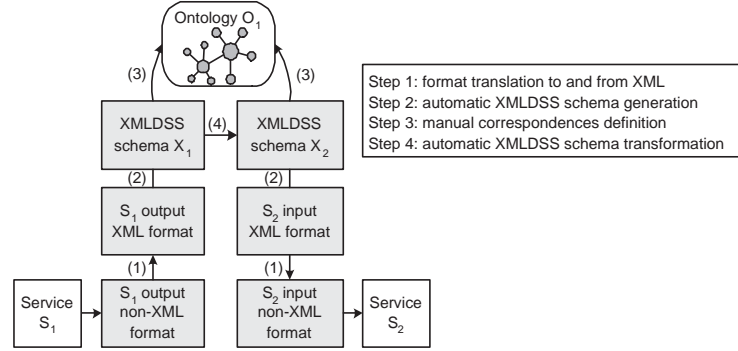 Ontology O1
(3)
(3)
Step 1: format translation to and from XML
Step 2: automatic XMLDSS schema generation
Step 3: manual correspondences definition
Step 4: automatic XMLDSS schema transformation
XMLDSS
schema X1
(4)
XMLDSS
schema X2
(2)
(2)
S1 output
XML format
S2 input
XML format
(1)
(1)
Service
S1
S1 output
non-XML
format
S2 input
non-XML
format
Service
S2